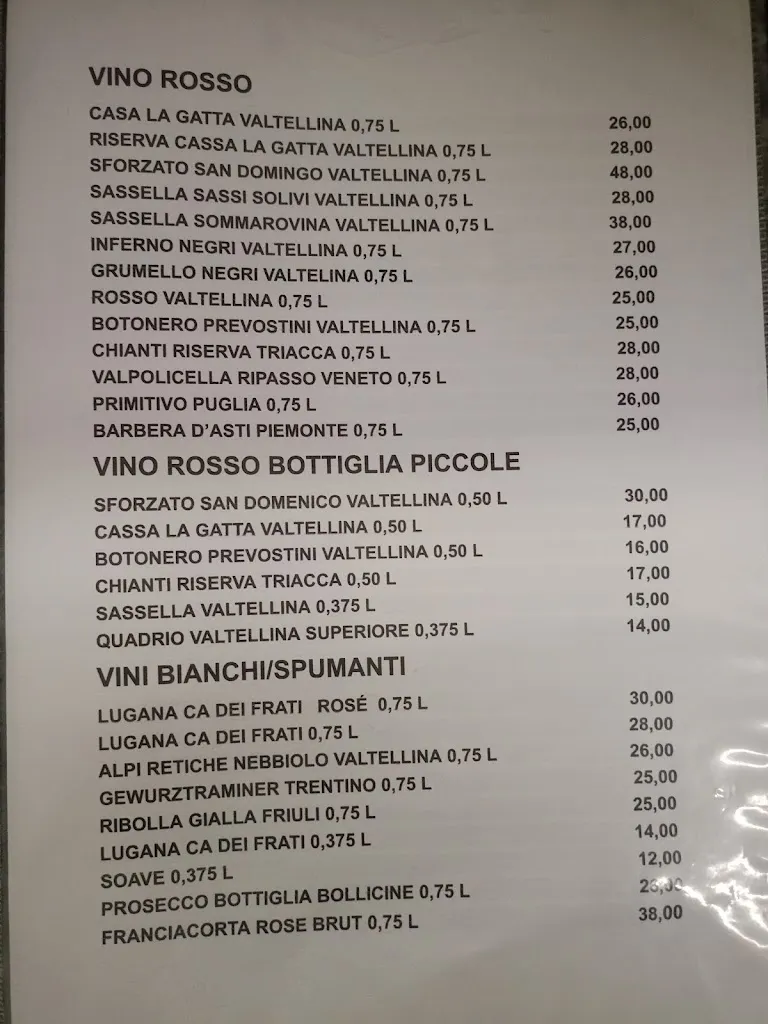 VINO ROSSO
CASA LA GATTA VALTELLINA 0,75 L 26,00
RISERVA CASSA LA GATTA VALTELLINA 0,75 L 28,00
SFORZATO SAN DOMINGO VALTELLINA 0,75 L 48,00
SASSELLA SASSI SOLIVI VALTELLINA 0,75 L 28,00
SASSELLA SOMMAROVINA VALTELLINA 0,75 L 38,00
INFERNO NEGRI VALTELLINA 0,75 L 27,00
GRUMELLO NEGRI VALTELINA 0,75 L 26,00
ROSSO VALTELLINA 0,75 L 25,00
BOTONERO PREVOSTINI VALTELLINA 0,75 L 25,00
CHIANTI RISERVA TRIACCA 0,75 L 28,00
VALPOLICELLA RIPASSO VENETO 0,75 L 28,00
PRIMITIVO PUGLIA 0,75 L 26,00
BARBERA D’ASTI PIEMONTE 0,75 L 25,00
VINO ROSSO BOTTIGLIA PICCOLE
SFORZATO SAN DOMENICO VALTELLINA 0,50 L 30,00
CASSA LA GATTA VALTELLINA 0,50 L 17,00
BOTONERO PREVOSTINI VALTELLINA 0,50 L 16,00
CHIANTI RISERVA TRIACCA 0,50 L 17,00
SASSELLA VALTELLINA 0,375 L 15,00
QUADRIO VALTELLINA SUPERIORE 0,375 L 14,00
VINI BIANCHI/SPUMANTI
LUGANA CA DEI FRATI ROSÉ 0,75 L 30,00
LUGANA CA DEI FRATI 0,75 L 28,00
ALPI RETICHE NEBBIOLO VALTELLINA 0,75 L 26,00
GEWURZTRAMINER TRENTINO 0,75 L 25,00
RIBOLLA GIALLA FRIULI 0,75 L 25,00
LUGANA CA DEI FRATI 0,375 L 14,00
SOAVE 0,375 L 12,00
PROSECCO BOTTIGLIA BOLLICINE 0,75 L
FRANCIACORTA ROSE BRUT 0,75 L 38,00